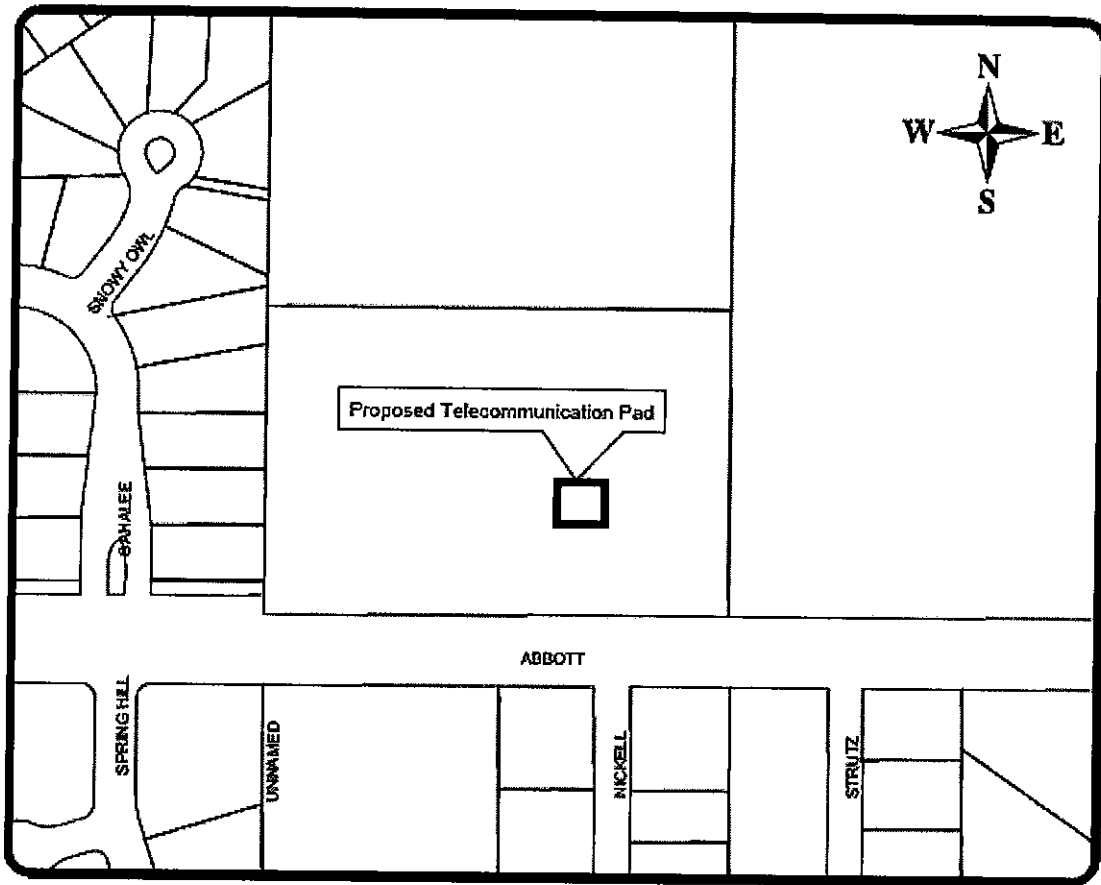 N
W E
S
SNOWY OWL
Proposed Telecommunication Pad
SAHALEE
ABBOTT
SPRING HILL
UNNAMED
NICKELL
STRUTZ